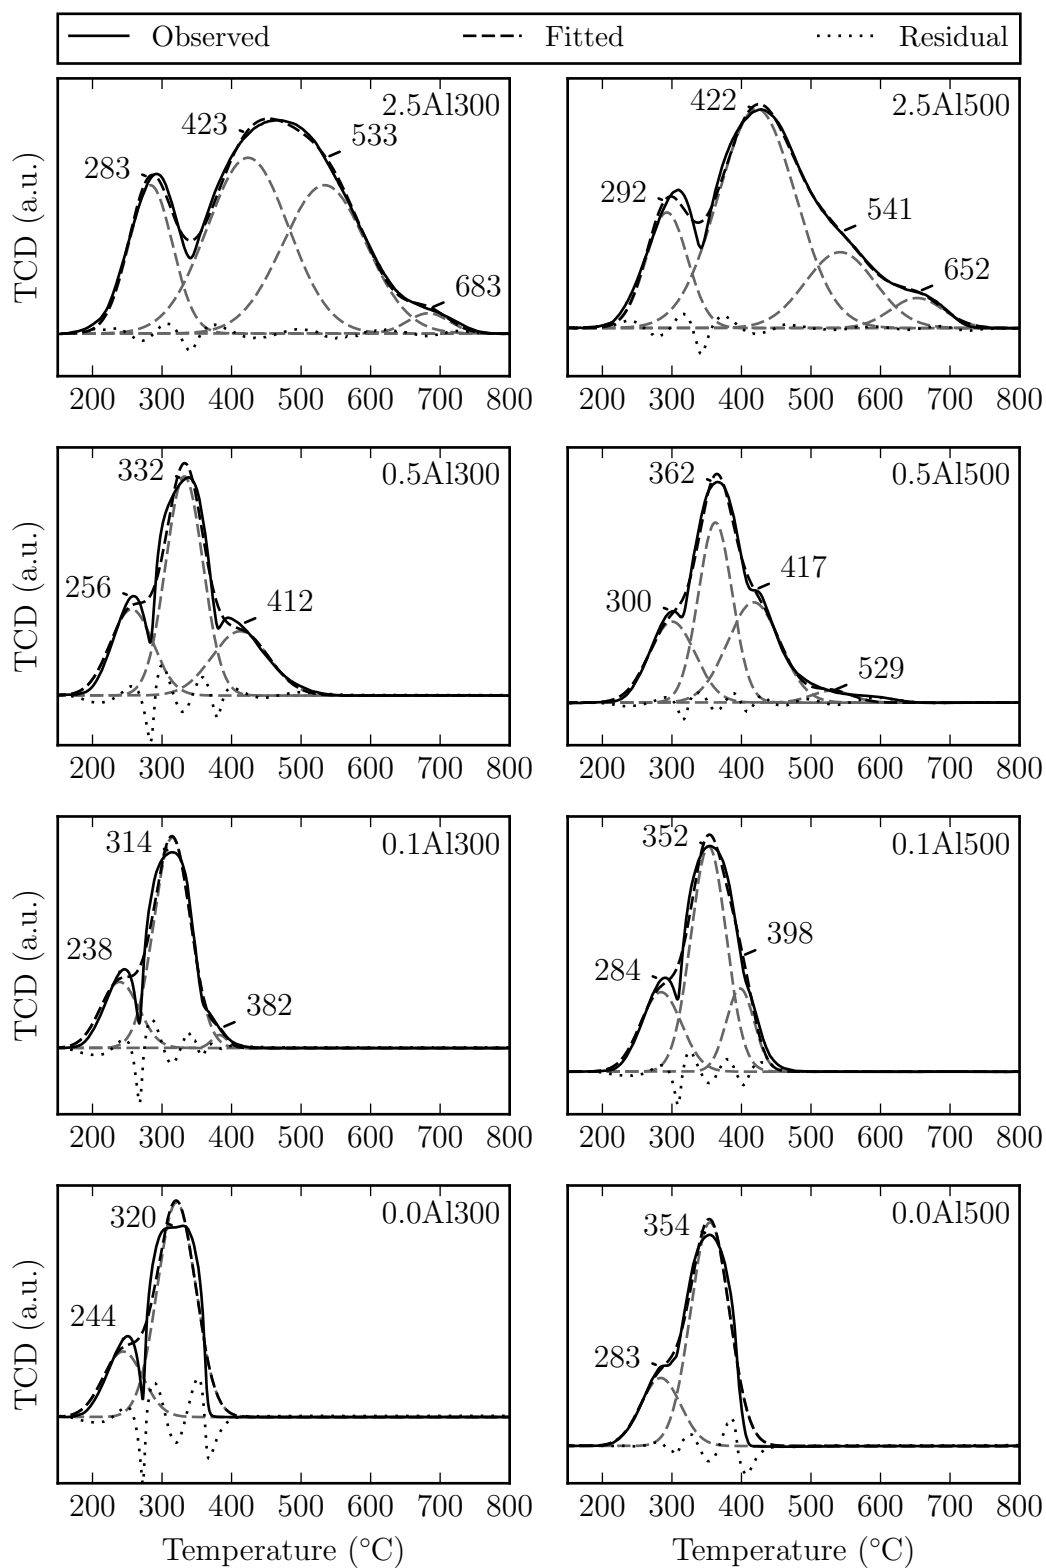 Observed Fitted Residual
2.5Al300
283
423
533
683
TCD (a.u.)
200 300 400 500 600 700 800
2.5Al500
292
422
541
652
200 300 400 500 600 700 800
0.5Al300
256
332
412
TCD (a.u.)
200 300 400 500 600 700 800
0.5Al500
300
362
417
529
200 300 400 500 600 700 800
0.1Al300
238
314
382
TCD (a.u.)
200 300 400 500 600 700 800
0.1Al500
284
352
398
200 300 400 500 600 700 800
0.0Al300
244
320
TCD (a.u.)
200 300 400 500 600 700 800
Temperature (°C)
0.0Al500
283
354
200 300 400 500 600 700 800
Temperature (°C)